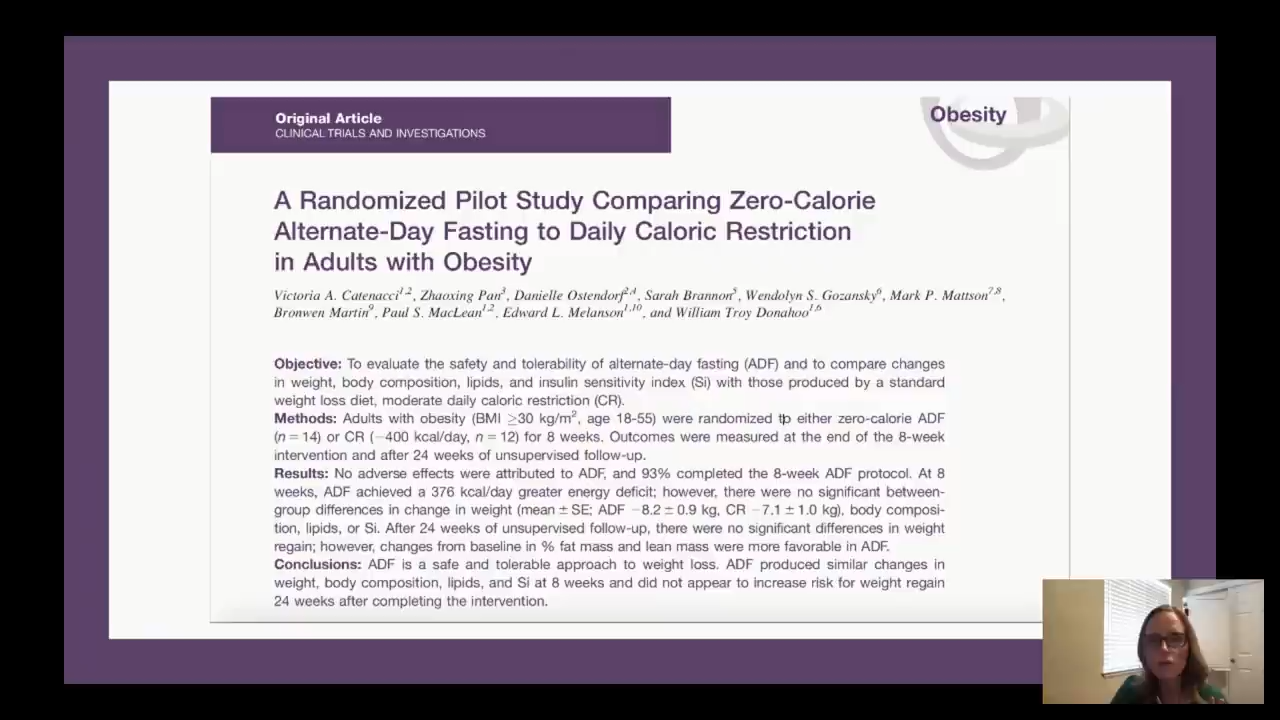 Original Article
CLINICAL TRIALS AND INVESTIGATIONS
Obesity
A Randomized Pilot Study Comparing Zero-Calorie
Alternate-Day Fasting to Daily Caloric Restriction
in Adults with Obesity
Victoria A. Catenacci1,2, Zhaoxing Pan3, Danielle Ostendorf2,4, Sarah Brannon5, Wendolyn S. Gozansky6, Mark P. Mattson7,8,
Bronwen Martin9, Paul S. MacLean1,2, Edward L. Melanson1,10, and William Troy Donahoo1,6
Objective: To evaluate the safety and tolerability of alternate-day fasting (ADF) and to compare changes
in weight, body composition, lipids, and insulin sensitivity index (Si) with those produced by a standard
weight loss diet, moderate daily caloric restriction (CR).
Methods: Adults with obesity (BMI ≥30 kg/m2, age 18-55) were randomized to either zero-calorie ADF
(n = 14) or CR (−400 kcal/day, n = 12) for 8 weeks. Outcomes were measured at the end of the 8-week
intervention and after 24 weeks of unsupervised follow-up.
Results: No adverse effects were attributed to ADF, and 93% completed the 8-week ADF protocol. At 8
weeks, ADF achieved a 376 kcal/day greater energy deficit; however, there were no significant between-
group differences in change in weight (mean ± SE; ADF −8.2 ± 0.9 kg, CR −7.1 ± 1.0 kg), body composi-
tion, lipids, or Si. After 24 weeks of unsupervised follow-up, there were no significant differences in weight
regain; however, changes from baseline in % fat mass and lean mass were more favorable in ADF.
Conclusions: ADF is a safe and tolerable approach to weight loss. ADF produced similar changes in
weight, body composition, lipids, and Si at 8 weeks and did not appear to increase risk for weight regain
24 weeks after completing the intervention.